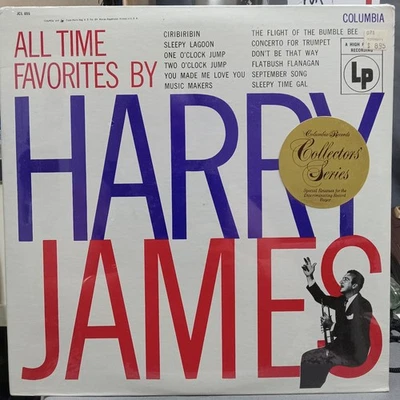 COLUMBIA
ALL TIME
FAVORITES BY
CIRIBIRIBIN
SLEEPY LAGOON
ONE O'CLOCK JUMP
TWO O'CLOCK JUMP
YOU MADE ME LOVE YOU
MUSIC MAKERS
THE FLIGHT OF THE BUMBLE BEE
CONCERTO FOR TRUMPET
DON'T BE THAT WAY
FLATBUSH FLANAGAN
SEPTEMBER SONG
SLEEPY TIME GAL
A HIGH
RECORDING
LP
HARRY
JAMES
Columbia Records
Collectors'
Series